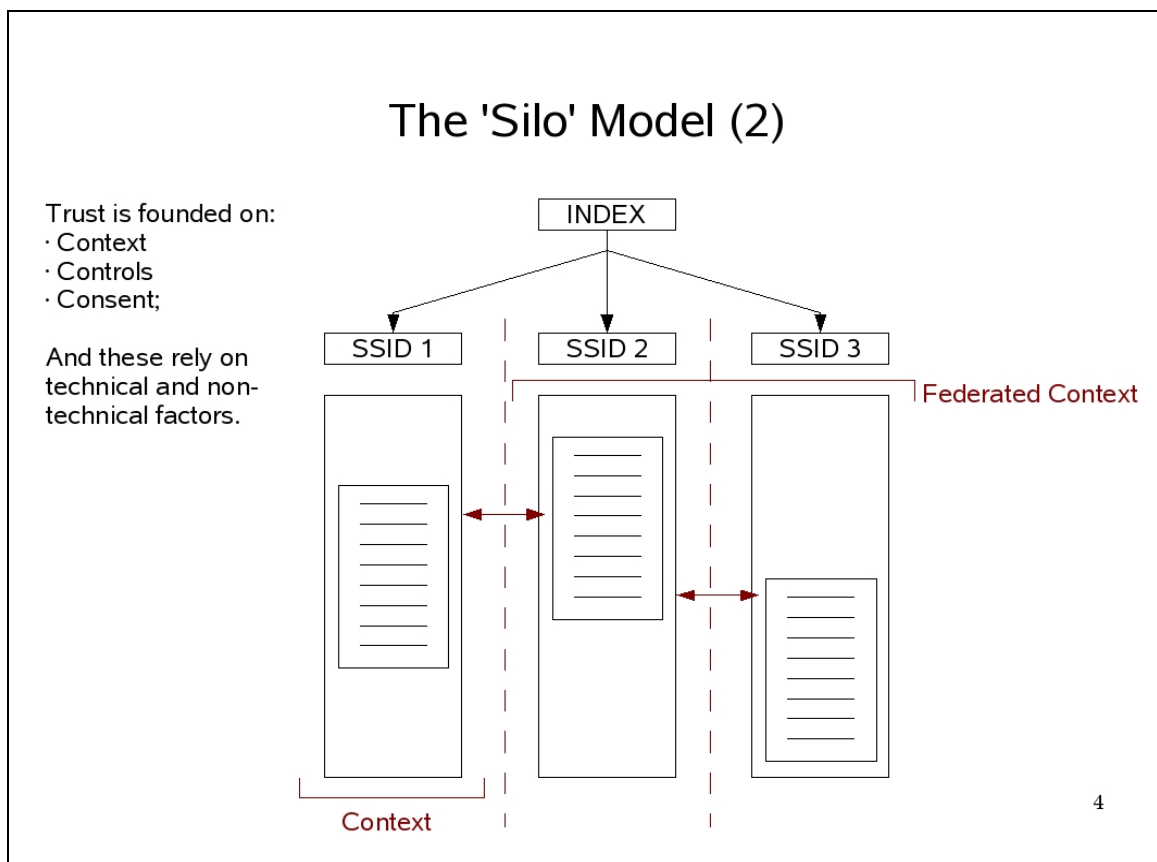 The 'Silo' Model (2)
Trust is founded on:
· Context
· Controls
· Consent;
And these rely on
technical and non-
technical factors.
INDEX
SSID 1
SSID 2
SSID 3
Federated Context
Context
4